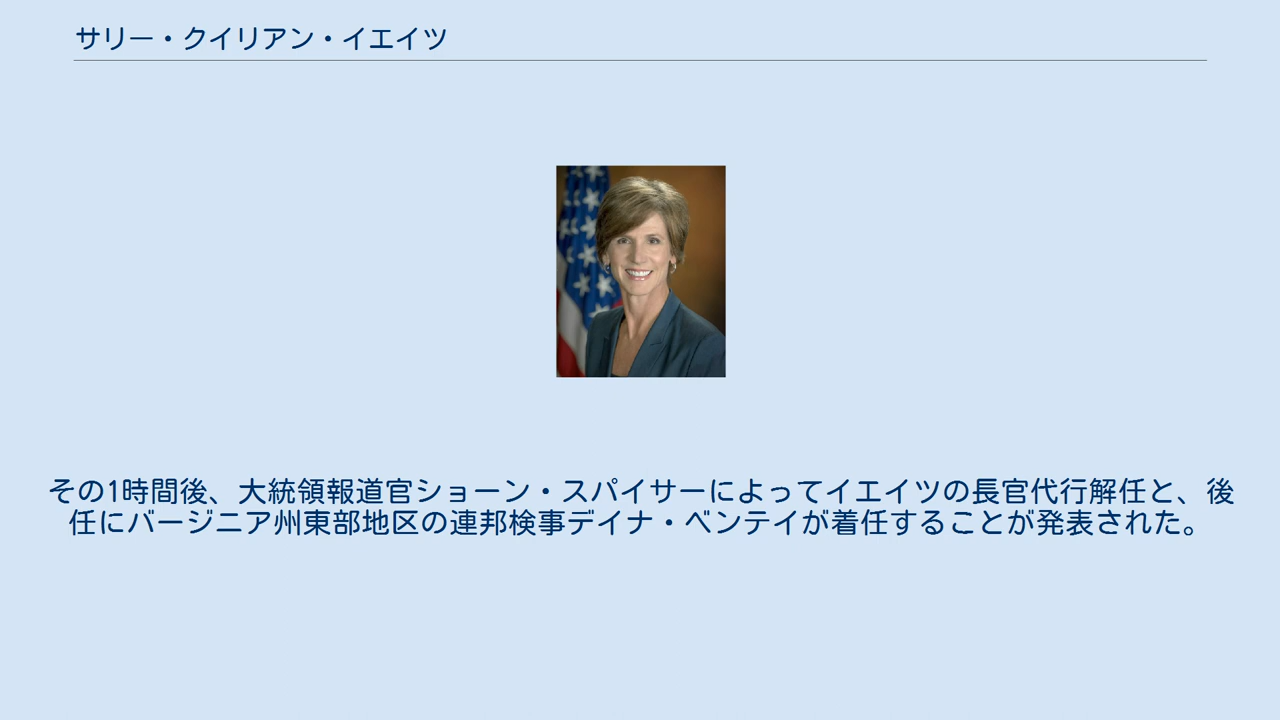 サリー・クイリアン・イエイツ
その1時間後、大統領報道官ショーン・スパイサーによってイエイツの長官代行解任と、後
任にバージニア州東部地区の連邦検事デイナ・ベンテイが着任することが発表された。